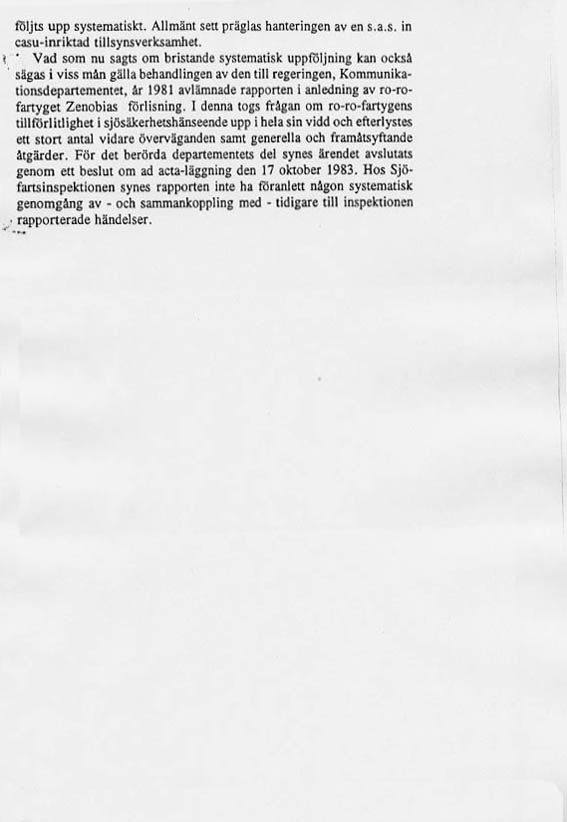 följts upp systematiskt. Allmänt sett präglas hanteringen av en s.a.s. in
casu-inriktad tillsynsverksamhet.
Vad som nu sagts om bristande systematisk uppföljning kan också
sägas i viss mån gälla behandlingen av den till regeringen, Kommunika-
tionsdepartementet, år 1981 avlämnade rapporten i anledning av ro-ro-
fartyget Zenobias förlisning. I denna togs frågan om ro-ro-fartygens
tillförlitlighet i sjösäkerhetshänseende upp i hela sin vidd och efterlystes
ett stort antal vidare överväganden samt generella och framåtsyftande
åtgärder. För det berörda departementets del synes ärendet avslutats
genom ett beslut om ad acta-läggning den 17 oktober 1983. Hos Sjö-
fartsinspektionen synes rapporten inte ha föranlett någon systematisk
genomgång av - och sammankoppling med - tidigare till inspektionen
rapporterade händelser.